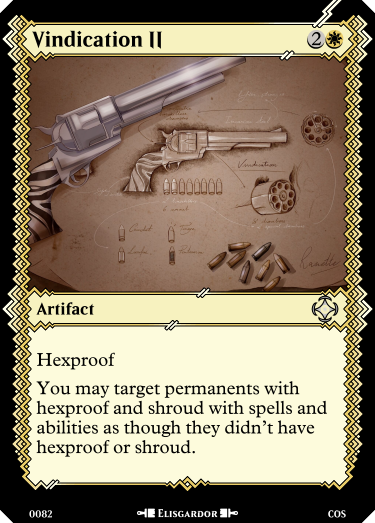 Vindication II
2
Vindication
Artifact
Hexproof
You may target permanents with
hexproof and shroud with spells and
abilities as though they didn't have
hexproof or shroud.
0082
Elisgardor
COS